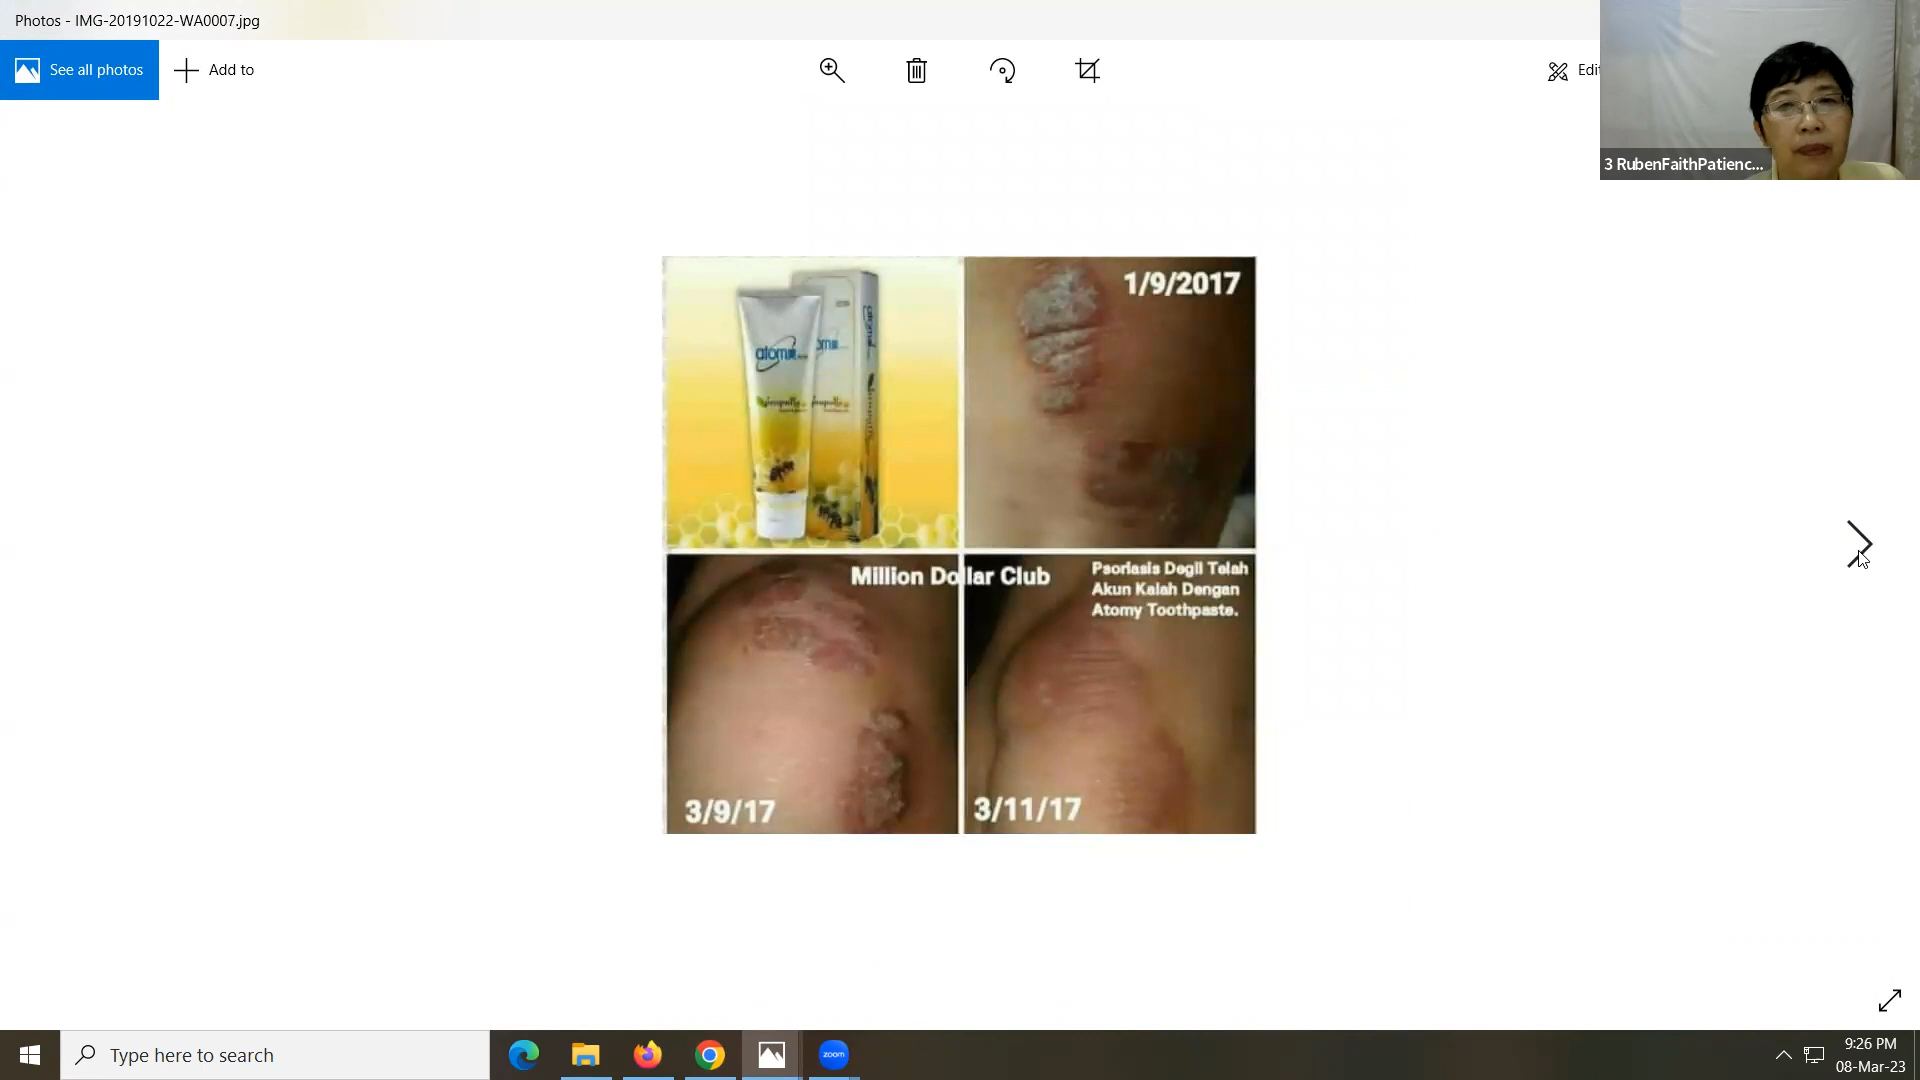 Photos - IMG-20191022-WA0007.jpg
See all photos
Add to
Edit
3 RubenFaithPatienc...
atom
1/9/2017
Million Dollar Club
Psoriasis Degil Telah
Akun Kalah Dengan
Atomy Toothpaste.
3/9/17
3/11/17
Type here to search
zoom
9:26 PM
08-Mar-23